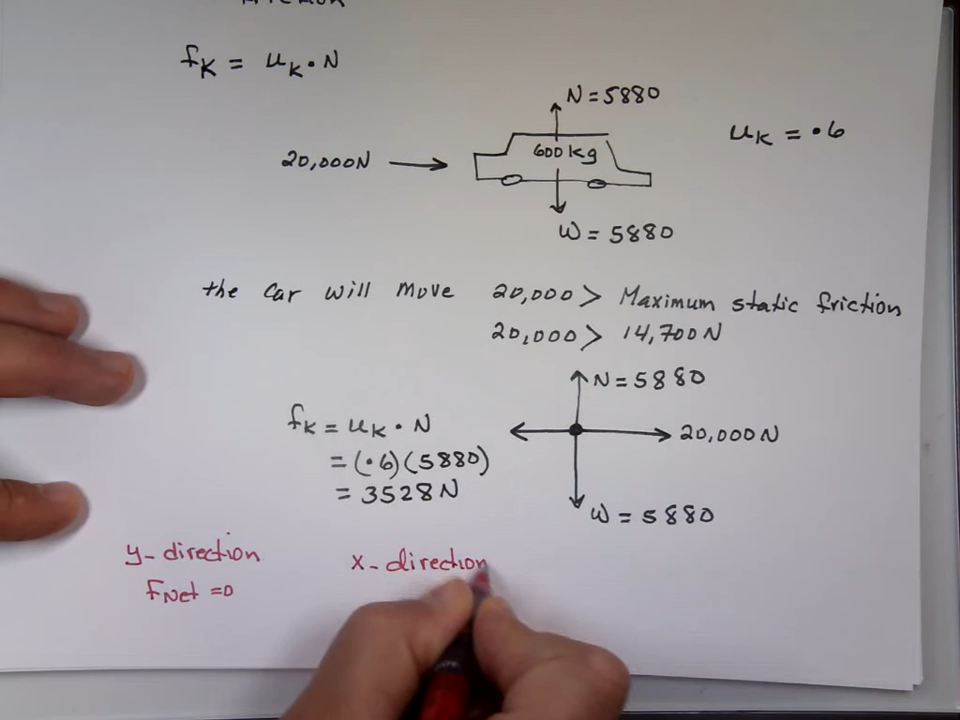 fK = uK • N
N = 5880
20,000N
600 kg
uK = •6
W = 5880
the car will move 20,000 > Maximum static friction
20,000 > 14,700 N
N = 5880
fK = uK • N
20,000N
= (•6)(5880)
= 3528 N
W = 5880
y- direction
x- direction
fNet = 0